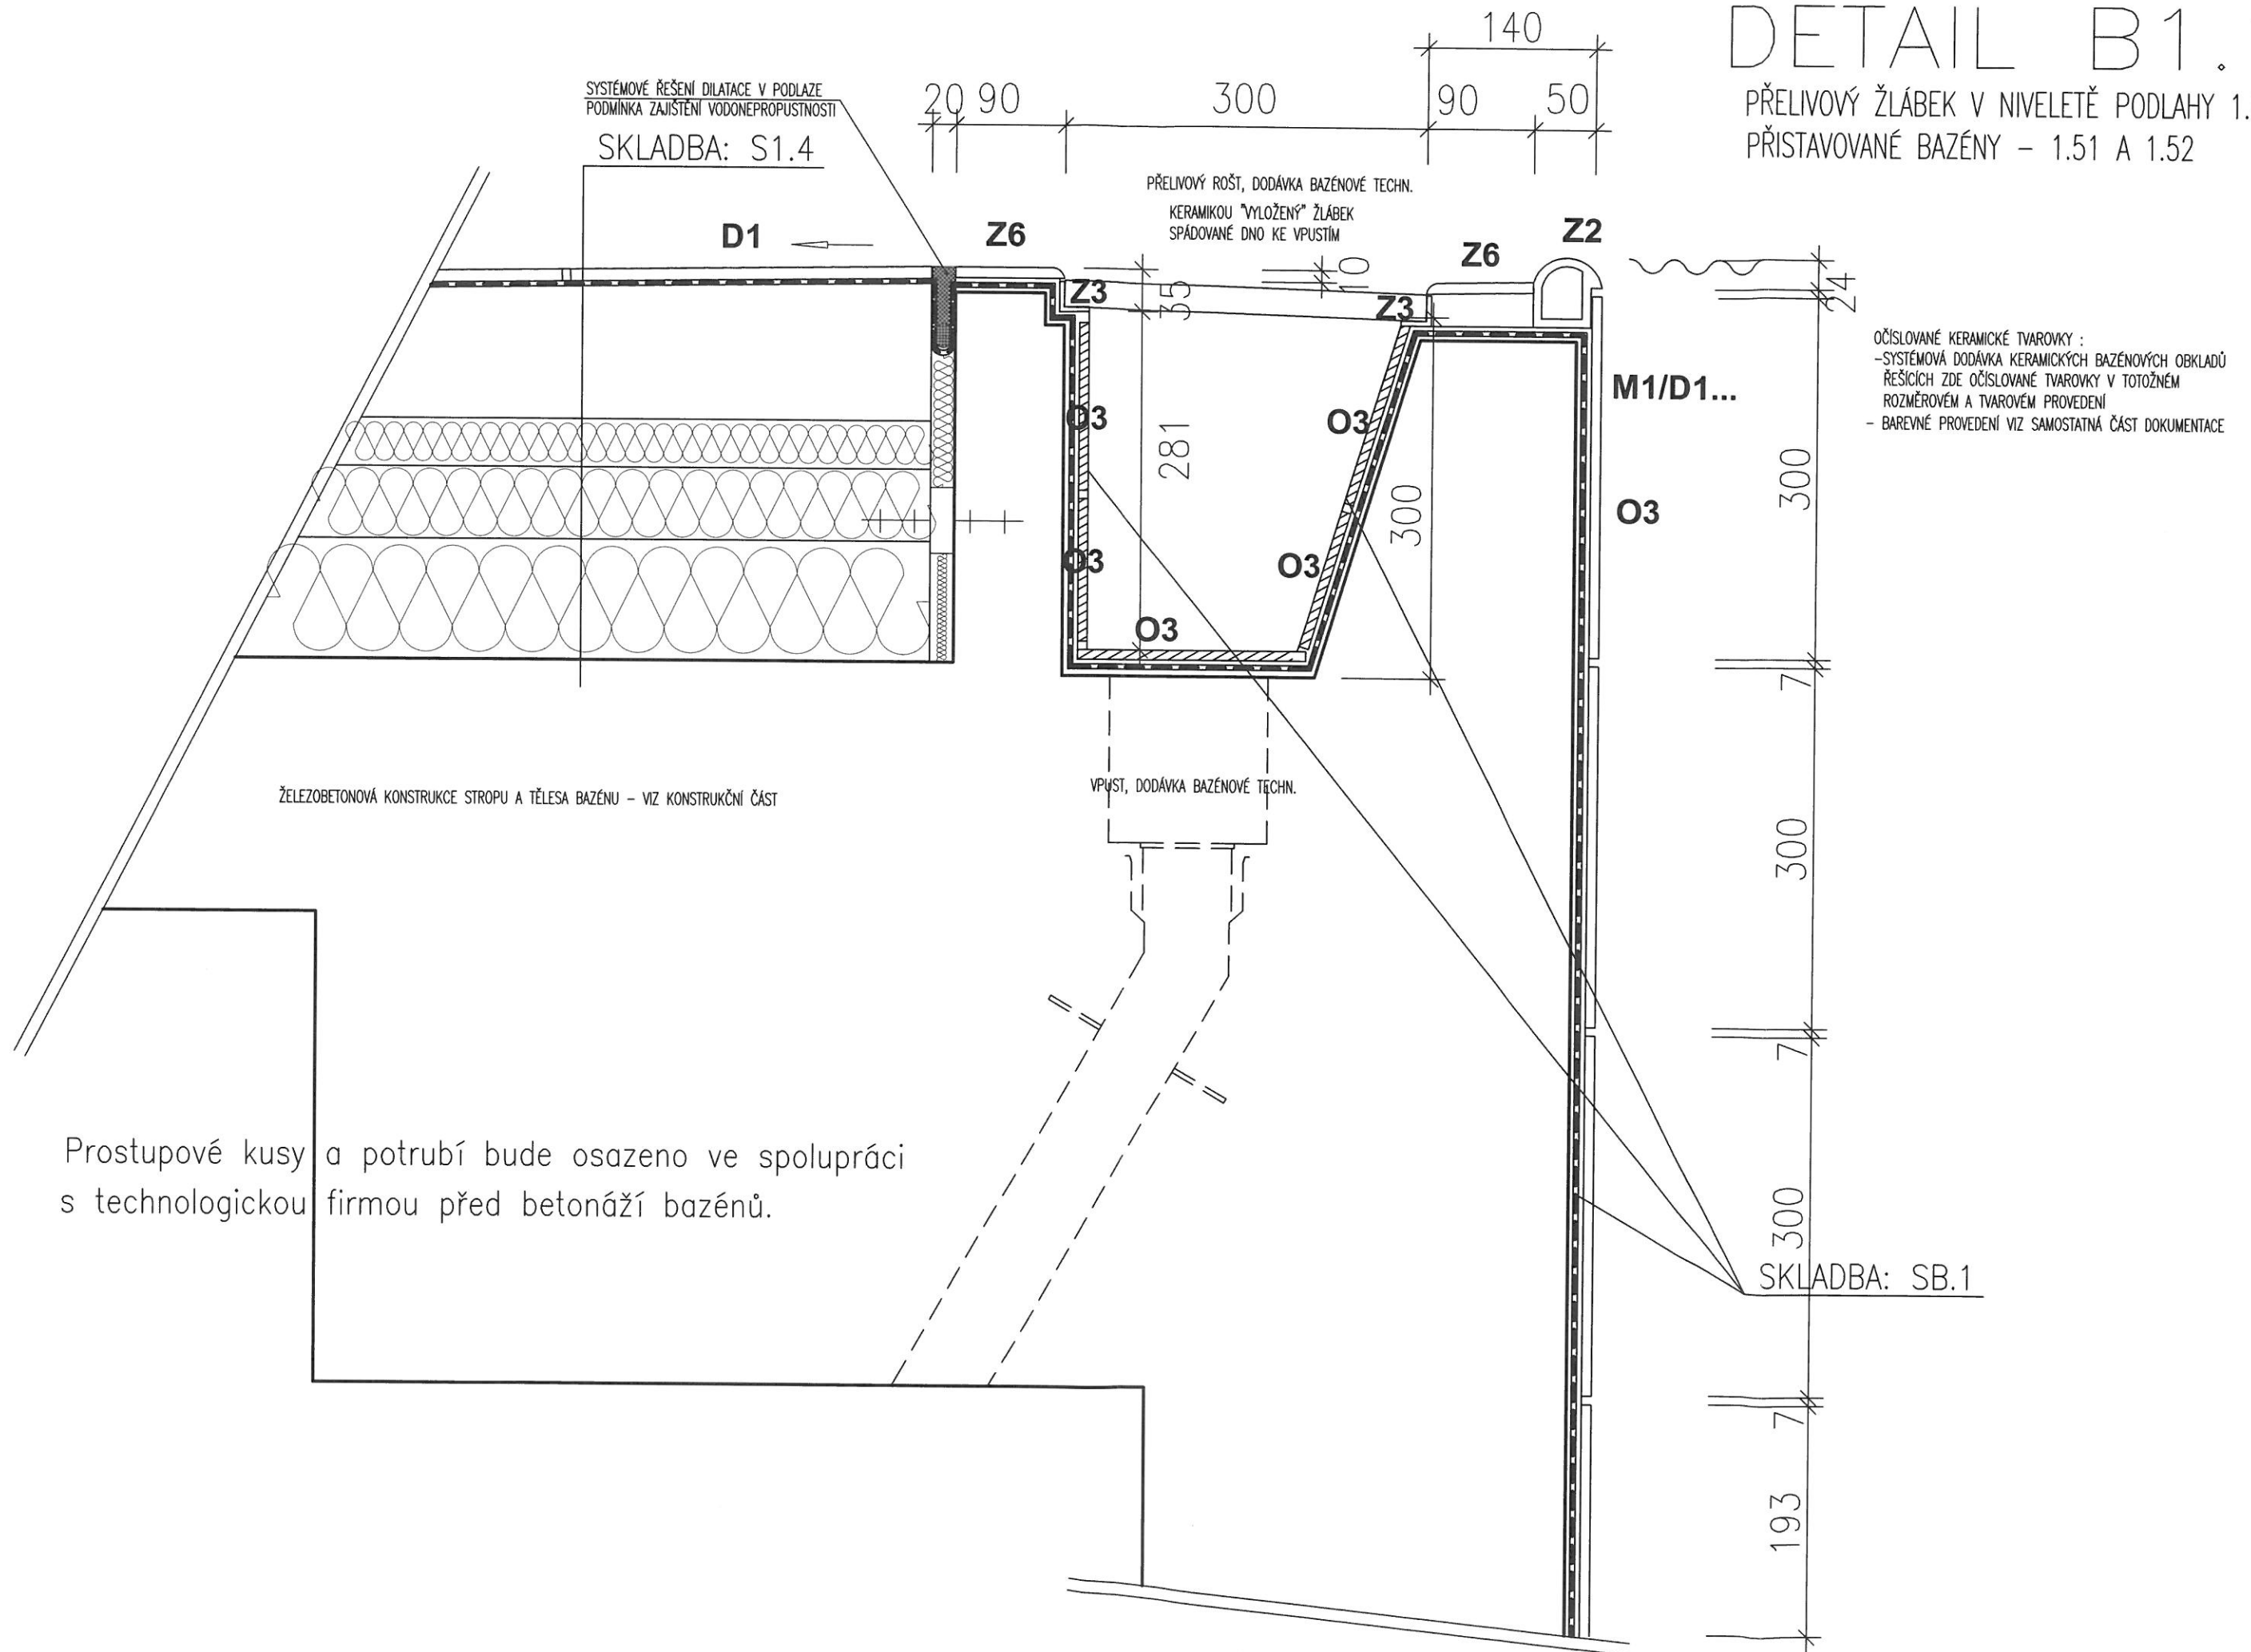 DETAIL B1.
PŘELIVOVÝ ŽLÁBEK V NIVELETĚ PODLAHY 1.
PŘISTAVOVANÉ BAZÉNY – 1.51 A 1.52
140
20 90 300 90 50
SYSTÉMOVÉ ŘEŠENÍ DILATACE V PODLAZE
PODMÍNKA ZAJIŠTĚNÍ VODONEPROPUSTNOSTI
SKLADBA: S1.4
PŘELIVOVÝ ROŠT, DODÁVKA BAZÉNOVÉ TECHN.
KERAMIKOU "VYLOŽENÝ" ŽLÁBEK
SPÁDOVANÉ DNO KE VPUSTÍM
D1
Z6
Z6
Z2
Z3
35
10
Z3
24
OČÍSLOVANÉ KERAMICKÉ TVAROVKY :
–SYSTÉMOVÁ DODÁVKA KERAMICKÝCH BAZÉNOVÝCH OBKLADŮ
ŘEŠÍCÍCH ZDE OČÍSLOVANÉ TVAROVKY V TOTOŽNÉM
ROZMĚROVÉM A TVAROVÉM PROVEDENÍ
– BAREVNÉ PROVEDENÍ VIZ SAMOSTATNÁ ČÁST DOKUMENTACE
M1/D1...
O3
O3
281
300
300
O3
O3
O3
O3
7
ŽELEZOBETONOVÁ KONSTRUKCE STROPU A TĚLESA BAZÉNU – VIZ KONSTRUKČNÍ ČÁST
VPUST, DODÁVKA BAZÉNOVÉ TECHN.
300
7
Prostupové kusy a potrubí bude osazeno ve spolupráci
s technologickou firmou před betonáží bazénů.
300
SKLADBA: SB.1
7
193